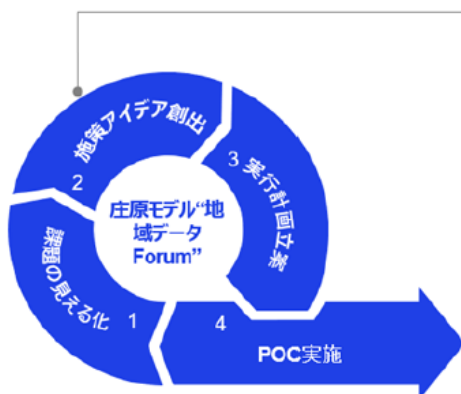 施策アイデア創出
2
3
実行計画立案
庄原モデル“地
域データ
Forum”
課題の見える化
1
4
POC実施